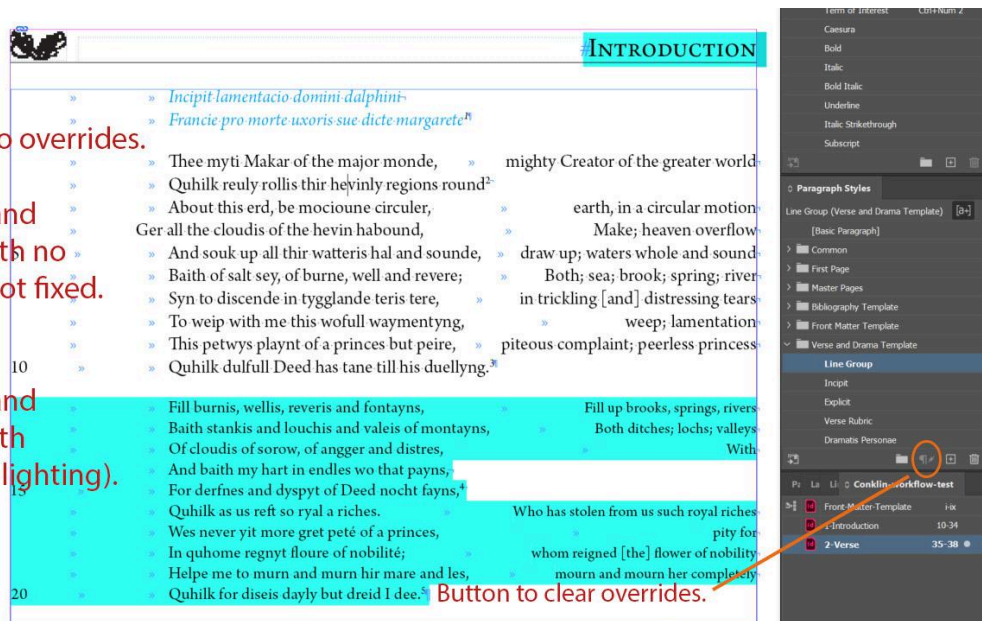 INTRODUCTION
Incipit lamentacio domini dalphini
Francie pro morte uxoris sue dicte margarete¹
o overrides.
Thee myti Makar of the major monde, mighty Creator of the greater world
Quhilk reuly rollis thir hevinly regions round²
and
About this erd, be mocioune circuler, earth, in a circular motion
Ger all the cloudis of the hevin habound, Make; heaven overflow
th no
And souk up all thir watteris hal and sounde, draw up; waters whole and sound
ot fixed.
Baith of salt sey, of burne, well and revere; Both; sea; brook; spring; river
Syn to discende in tygglande teris tere, in trickling [and] distressing tears
To weip with me this wofull waymentyng, weep; lamentation
This petwys playnt of a princes but peire, piteous complaint; peerless princess
10 Quhilk dulfull Deed has tane till his duellyng.³
and
Fill burnis, wellis, reveris and fontayns, Fill up brooks, springs, rivers
th
Baith stankis and louchis and valeis of montayns, Both ditches; lochs; valleys
Of cloudis of sorow, of angger and distres, With
lighting).
And baith my hart in endles wo that payns,
15 For derfnes and dyspyt of Deed nocht fayns,⁴
Quhilk as us reft so ryal a riches. Who has stolen from us such royal riches
Wes never yit more gret peté of a princes, pity for
In quhome regnyt floure of nobilité; whom reigned [the] flower of nobility
Helpe me to murn and murn hir mare and les, mourn and mourn her completely
20 Quhilk for diseis dayly but dreid I dee.⁵
Button to clear overrides.
Term of Interest Ctrl+Num 2
Caesura
Bold
Italic
Bold Italic
Underline
Italic Strikethrough
Subscript
Paragraph Styles
Line Group (Verse and Drama Template) [a+]
[Basic Paragraph]
Common
First Page
Master Pages
Bibliography Template
Front Matter Template
Verse and Drama Template
Line Group
Incipit
Explicit
Verse Rubric
Dramatis Personae
Pa La Li Conklin-workflow-test
Front-Matter-Template i-ix
1-Introduction 10-34
2-Verse 35-38